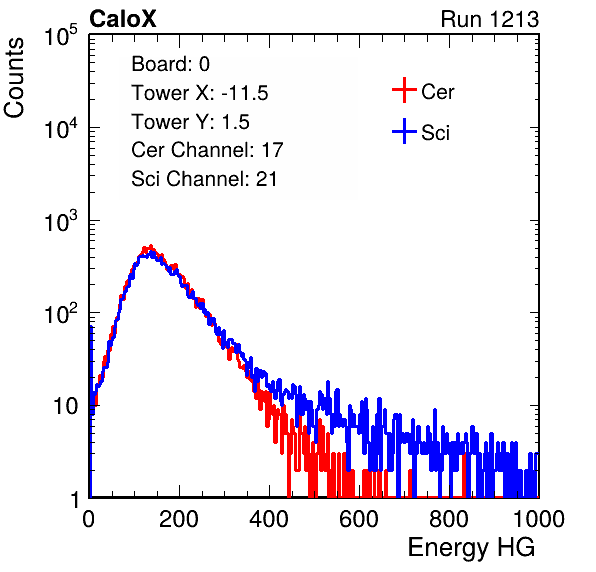 CaloX Run 1213
Counts
Board: 0
Tower X: -11.5
Tower Y: 1.5
Cer Channel: 17
Sci Channel: 21
Cer
Sci
10^5
10^4
10^3
10^2
10
1
0 200 400 600 800 1000
Energy HG